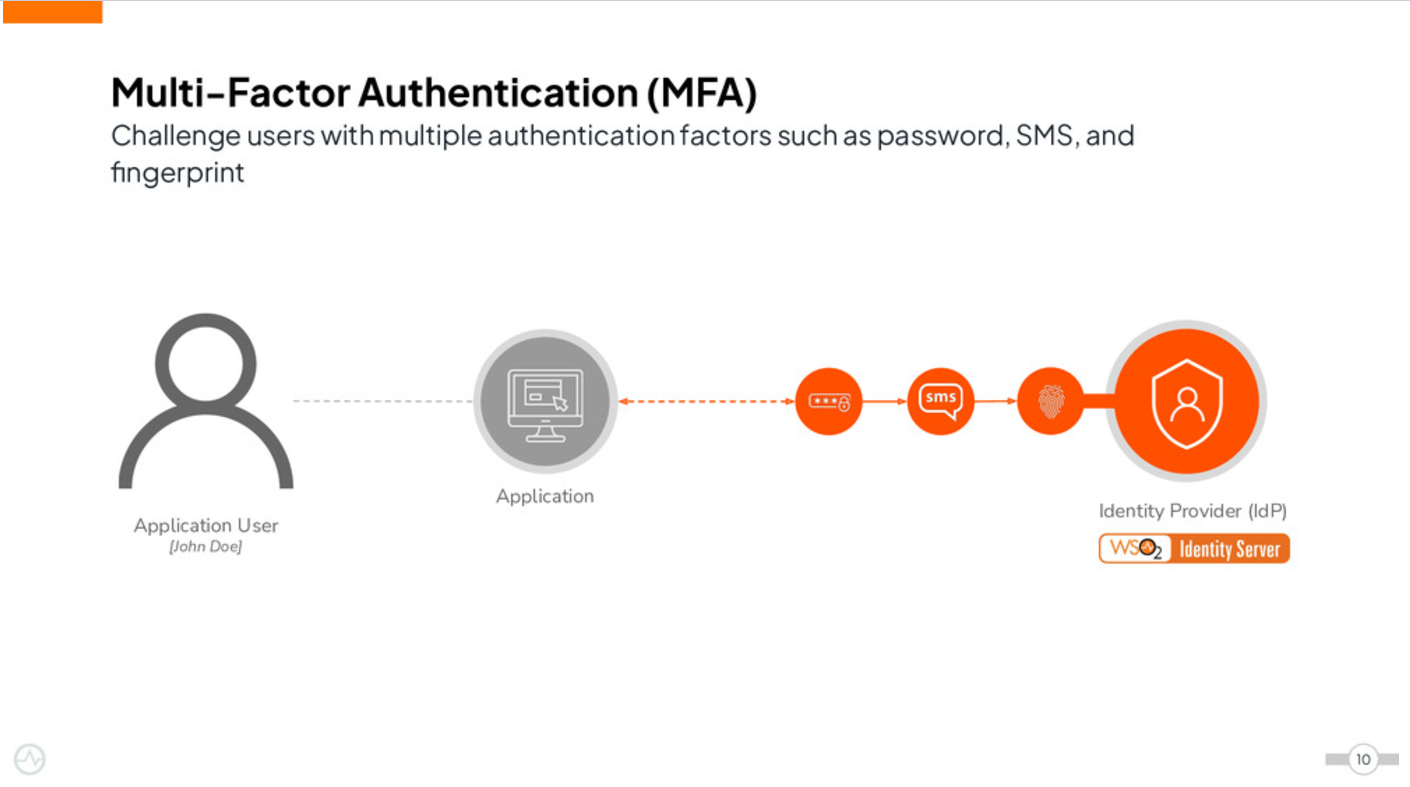 Multi-Factor Authentication (MFA)
Challenge users with multiple authentication factors such as password, SMS, and
fingerprint
***
sms
Application
Identity Provider (IdP)
Application User
[John Doe]
WSO2 Identity Server
10